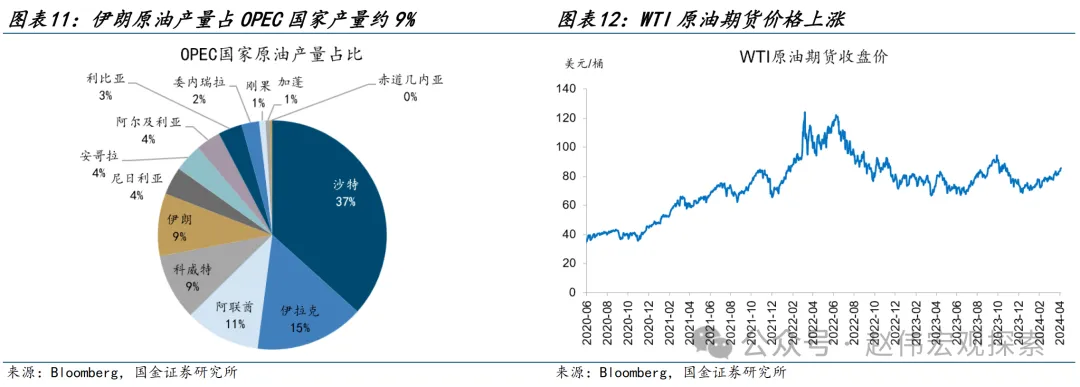 图表11：伊朗原油产量占 OPEC 国家产量约 9%
OPEC国家原油产量占比
利比亚
3%
委内瑞拉
2%
刚果
1%
加蓬
1%
赤道几内亚
0%
阿尔及利亚
4%
安哥拉
4%
尼日利亚
4%
伊朗
9%
科威特
9%
阿联酋
11%
伊拉克
15%
沙特
37%
来源：Bloomberg，国金证券研究所
图表12：WTI 原油期货价格上涨
WTI原油期货收盘价
美元/桶
140
120
100
80
60
40
20
0
2020-06
2020-08
2020-10
2020-12
2021-02
2021-04
2021-06
2021-08
2021-10
2021-12
2022-02
2022-04
2022-06
2022-08
2022-10
2022-12
2023-02
2023-04
2023-06
2023-08
2023-10
2023-12
2024-02
2024-04
公众号 · 赵伟宏观探索
来源：Bloomberg，国金证券研究所